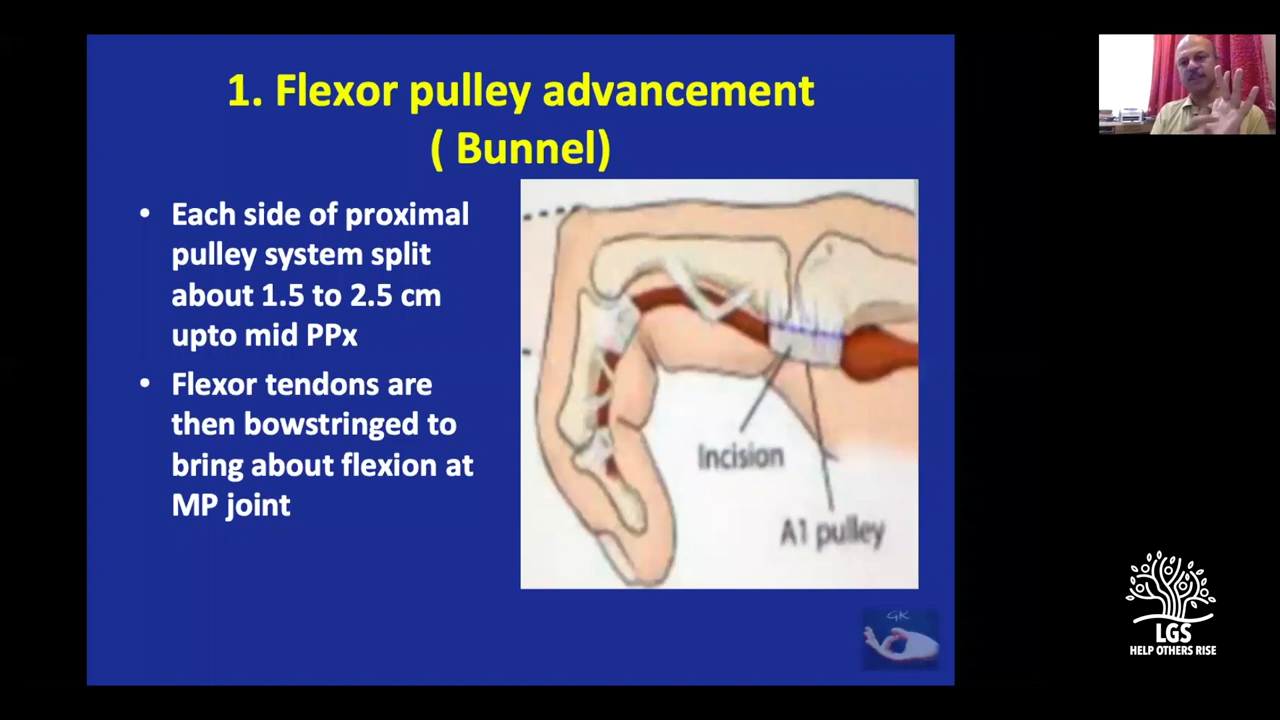 1. Flexor pulley advancement
( Bunnel)
• Each side of proximal
pulley system split
about 1.5 to 2.5 cm
upto mid PPx
• Flexor tendons are
then bowstringed to
bring about flexion at
MP joint
Incision
A1 pulley
GK
LGS
HELP OTHERS RISE